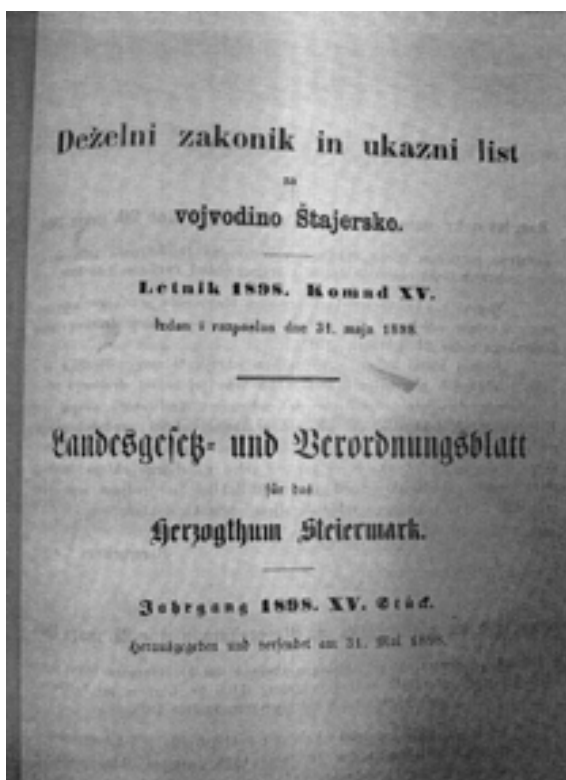 Deželni zakonik in ukazni list
za
vojvodino Štajersko.
Letnik 1898. Komad XV.
Izdan i razposlan dne 31. maja 1898.
Landesgesetz- und Verordnungsblatt
für das
Herzogthum Steiermark.
Jahrgang 1898. XV. Stück.
Herausgegeben und versendet am 31. Mai 1898.